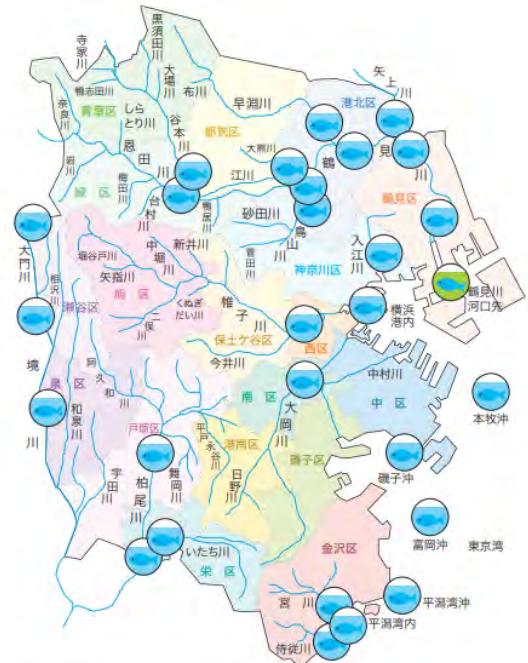 黒須田川
寺家川
大場川
鴨志田川
しら
とり川
布川
早淵川
矢上川
港北区
奈良川
青葉区
谷本川
都筑区
恩田川
大熊川
鶴見川
岩川
梅田川
緑区
台村川
鴨居川
江川
砂田川
鳥山川
鶴見区
入江川
菅田川
神奈川区
大門川
相沢川
堀谷戸川
中堀川
新井川
矢指川
旭区
瀬谷区
くぬぎ
だい川
二俣川
帷子川
保土ケ谷区
今井川
西区
横浜
港内
鶴見川
河口先
境川
泉区
阿久和川
和泉川
南区
大岡川
中村川
中区
本牧沖
戸塚区
平戸永谷川
港南区
日野川
磯子区
磯子沖
宇田川
柏尾川
舞岡川
いたち川
栄区
富岡沖
東京湾
金沢区
宮川
平潟湾沖
平潟湾内
侍従川